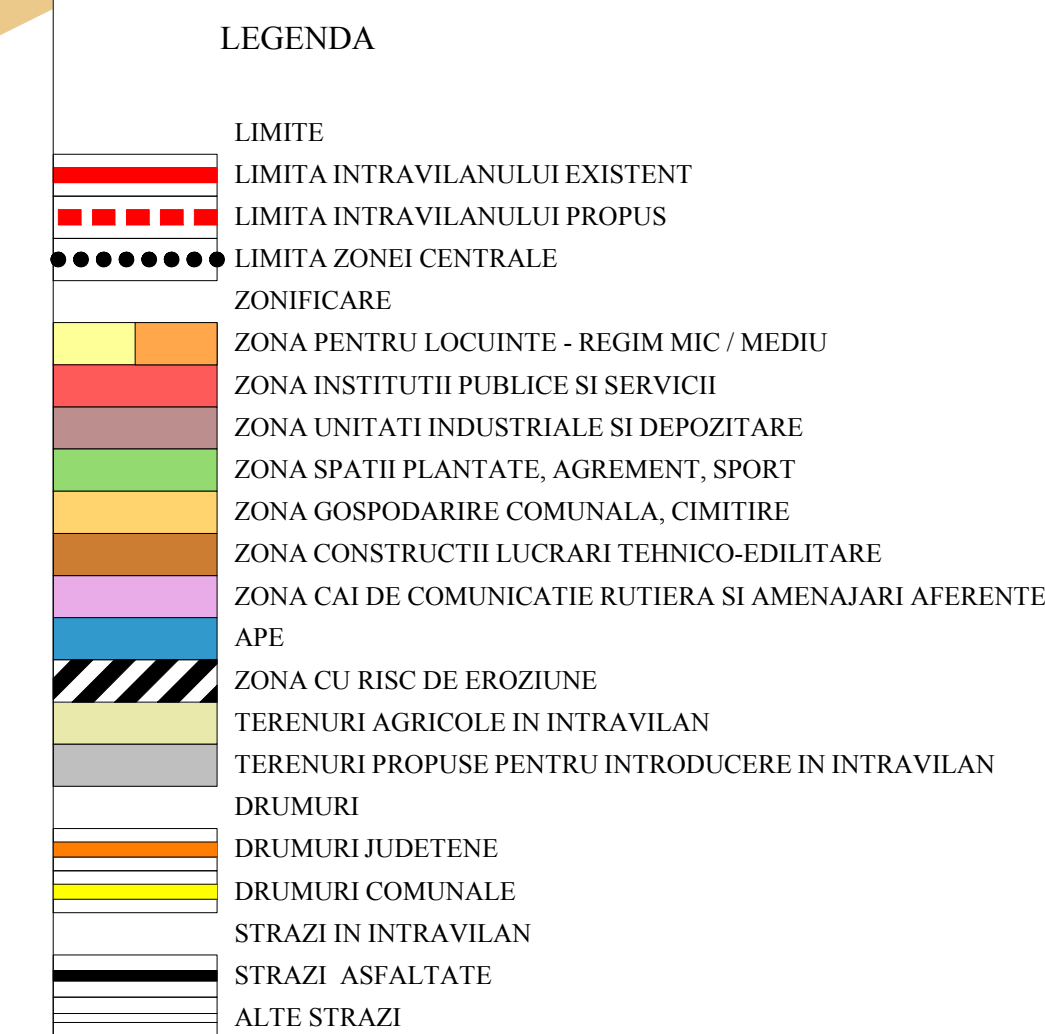 LEGENDA
LIMITE
LIMITA INTRAVILANULUI EXISTENT
LIMITA INTRAVILANULUI PROPUS
LIMITA ZONEI CENTRALE
ZONIFICARE
ZONA PENTRU LOCUINTE - REGIM MIC / MEDIU
ZONA INSTITUTII PUBLICE SI SERVICII
ZONA UNITATI INDUSTRIALE SI DEPOZITARE
ZONA SPATII PLANTATE, AGREMENT, SPORT
ZONA GOSPODARIRE COMUNALA, CIMITIRE
ZONA CONSTRUCTII LUCRARI TEHNICO-EDILITARE
ZONA CAI DE COMUNICATIE RUTIERA SI AMENAJARI AFERENTE
APE
ZONA CU RISC DE EROZIUNE
TERENURI AGRICOLE IN INTRAVILAN
TERENURI PROPUSE PENTRU INTRODUCERE IN INTRAVILAN
DRUMURI
DRUMURI JUDETENE
DRUMURI COMUNALE
STRAZI IN INTRAVILAN
STRAZI ASFALTATE
ALTE STRAZI